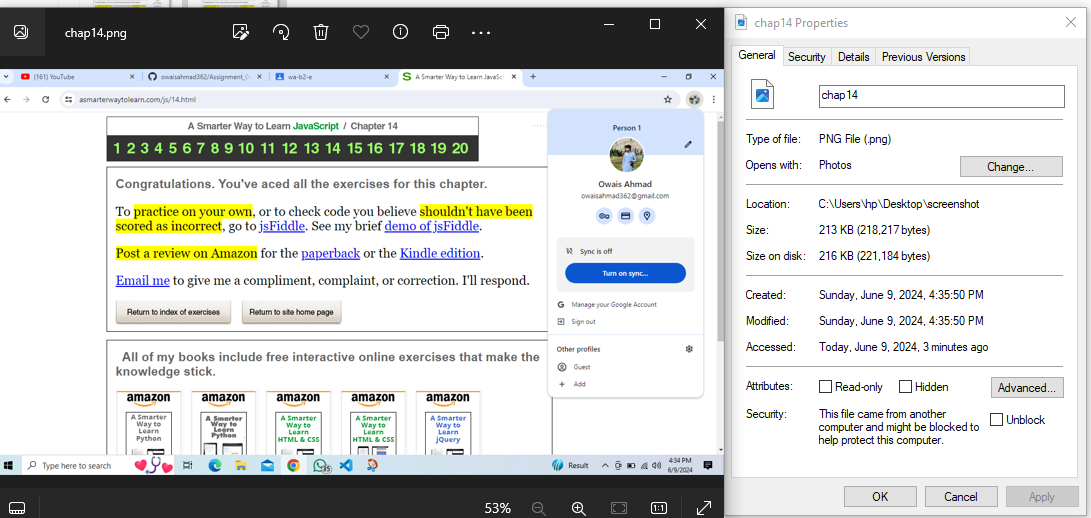 chap14.png
(161) YouTube
owaisahmad362/Assignment_
wa-b2-e
A Smarter Way to Learn JavaSc
asmarterwaytolearn.com/js/14.html
A Smarter Way to Learn JavaScript / Chapter 14
1 2 3 4 5 6 7 8 9 10 11 12 13 14 15 16 17 18 19 20
Congratulations. You've aced all the exercises for this chapter.
To practice on your own, or to check code you believe shouldn't have been
scored as incorrect, go to jsFiddle. See my brief demo of jsFiddle.
Post a review on Amazon for the paperback or the Kindle edition.
Email me to give me a compliment, complaint, or correction. I'll respond.
Return to index of exercises
Return to site home page
All of my books include free interactive online exercises that make the
knowledge stick.
amazon amazon amazon amazon amazon
A Smarter
Way to
Learn
Python
A Smarter
Way to
Learn
Python
A Smarter
Way to
Learn
HTML & CSS
A Smarter
Way to
Learn
HTML & CSS
A Smarter
Way to
Learn
jQuery
Person 1
Owais Ahmad
owaisahmad362@gmail.com
Sync is off
Turn on sync...
Manage your Google Account
Sign out
Other profiles
Guest
Add
Type here to search
35
Result
4:34 PM
6/9/2024
53%
1:1
chap14 Properties
General Security Details Previous Versions
chap14
Type of file: PNG File (.png)
Opens with: Photos
Change...
Location: C:\Users\hp\Desktop\screenshot
Size: 213 KB (218,217 bytes)
Size on disk: 216 KB (221,184 bytes)
Created: Sunday, June 9, 2024, 4:35:50 PM
Modified: Sunday, June 9, 2024, 4:35:50 PM
Accessed: Today, June 9, 2024, 3 minutes ago
Attributes: Read-only Hidden Advanced...
Security: This file came from another
computer and might be blocked to
help protect this computer.
Unblock
OK Cancel Apply